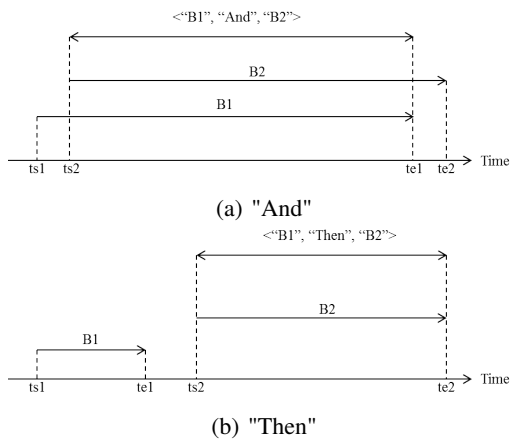 <“B1”, “And”, “B2”>
B2
B1
ts1 ts2 te1 te2 Time
(a) "And"
<“B1”, “Then”, “B2”>
B2
B1
ts1 te1 ts2 te2 Time
(b) "Then"